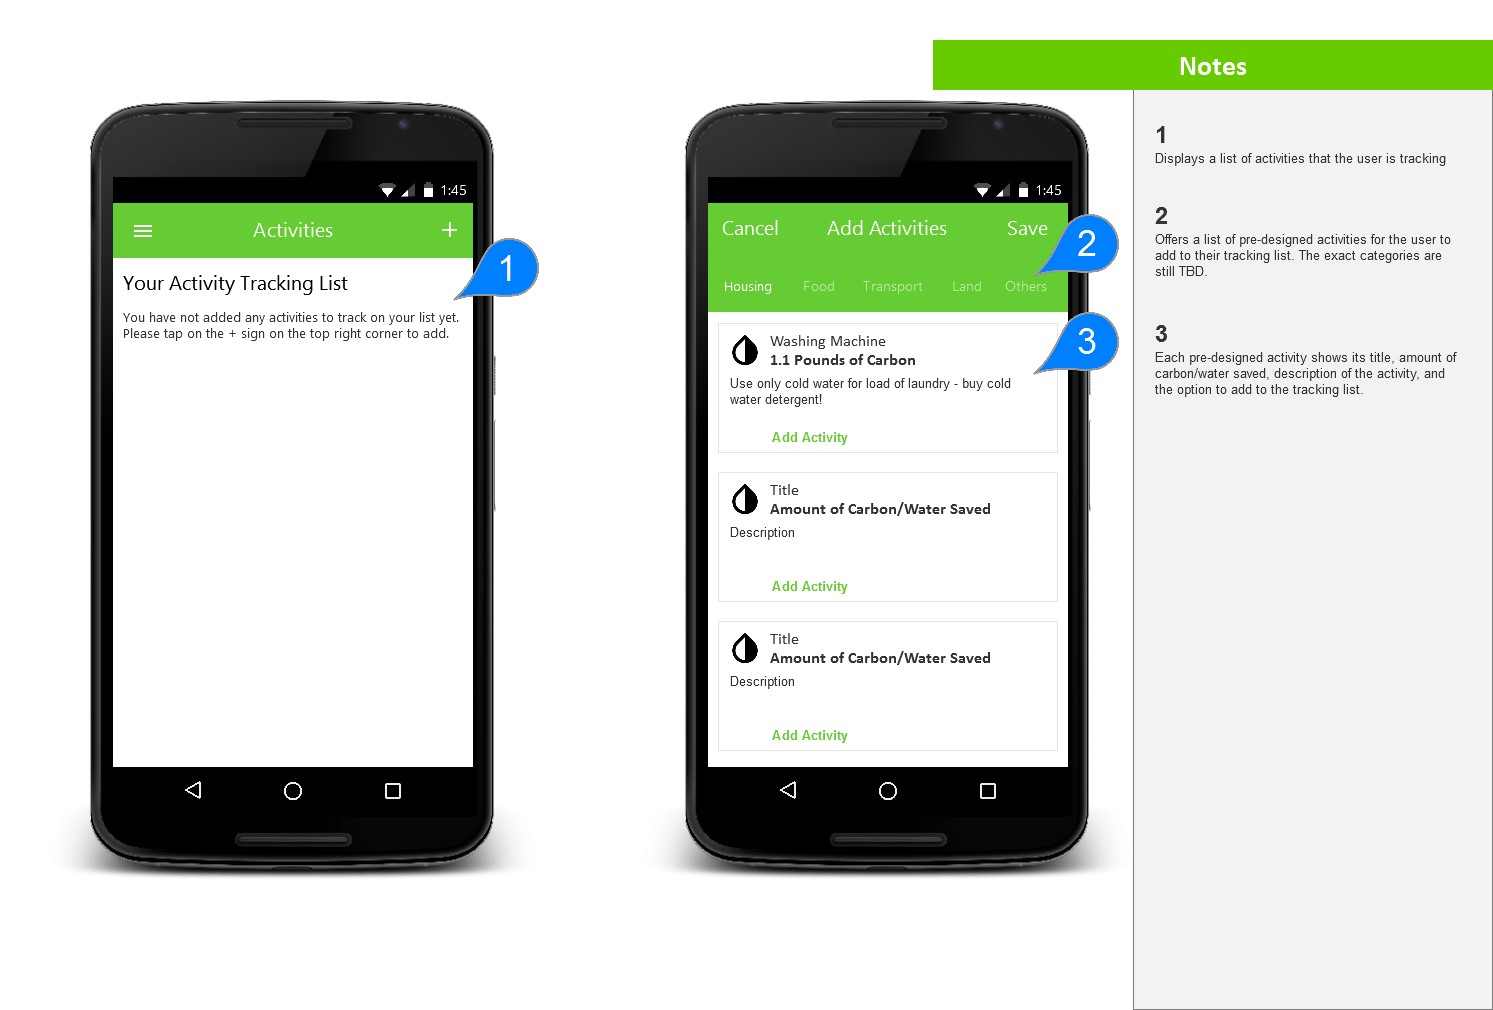 Notes
1:45
Activities +
1
Your Activity Tracking List
You have not added any activities to track on your list yet.
Please tap on the + sign on the top right corner to add.
1:45
Cancel Add Activities Save
2
Housing Food Transport Land Others
3
Washing Machine
1.1 Pounds of Carbon
Use only cold water for load of laundry - buy cold
water detergent!
Add Activity
Title
Amount of Carbon/Water Saved
Description
Add Activity
Title
Amount of Carbon/Water Saved
Description
Add Activity
1
Displays a list of activities that the user is tracking
2
Offers a list of pre-designed activities for the user to
add to their tracking list. The exact categories are
still TBD.
3
Each pre-designed activity shows its title, amount of
carbon/water saved, description of the activity, and
the option to add to the tracking list.